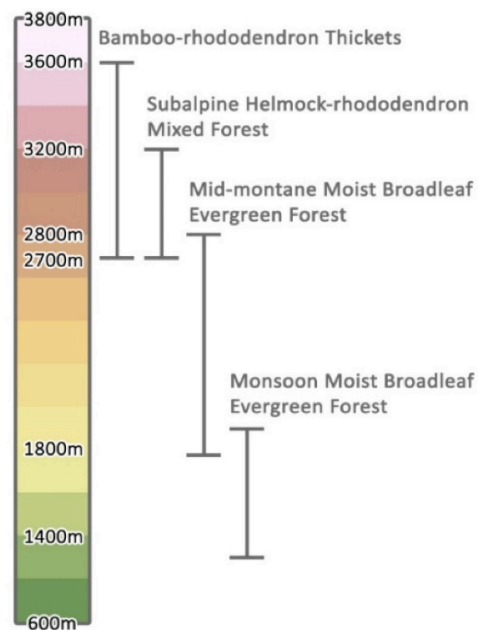 3800m
Bamboo-rhododendron Thickets
3600m
Subalpine Helmock-rhododendron
Mixed Forest
3200m
Mid-montane Moist Broadleaf
Evergreen Forest
2800m
2700m
Monsoon Moist Broadleaf
Evergreen Forest
1800m
1400m
600m